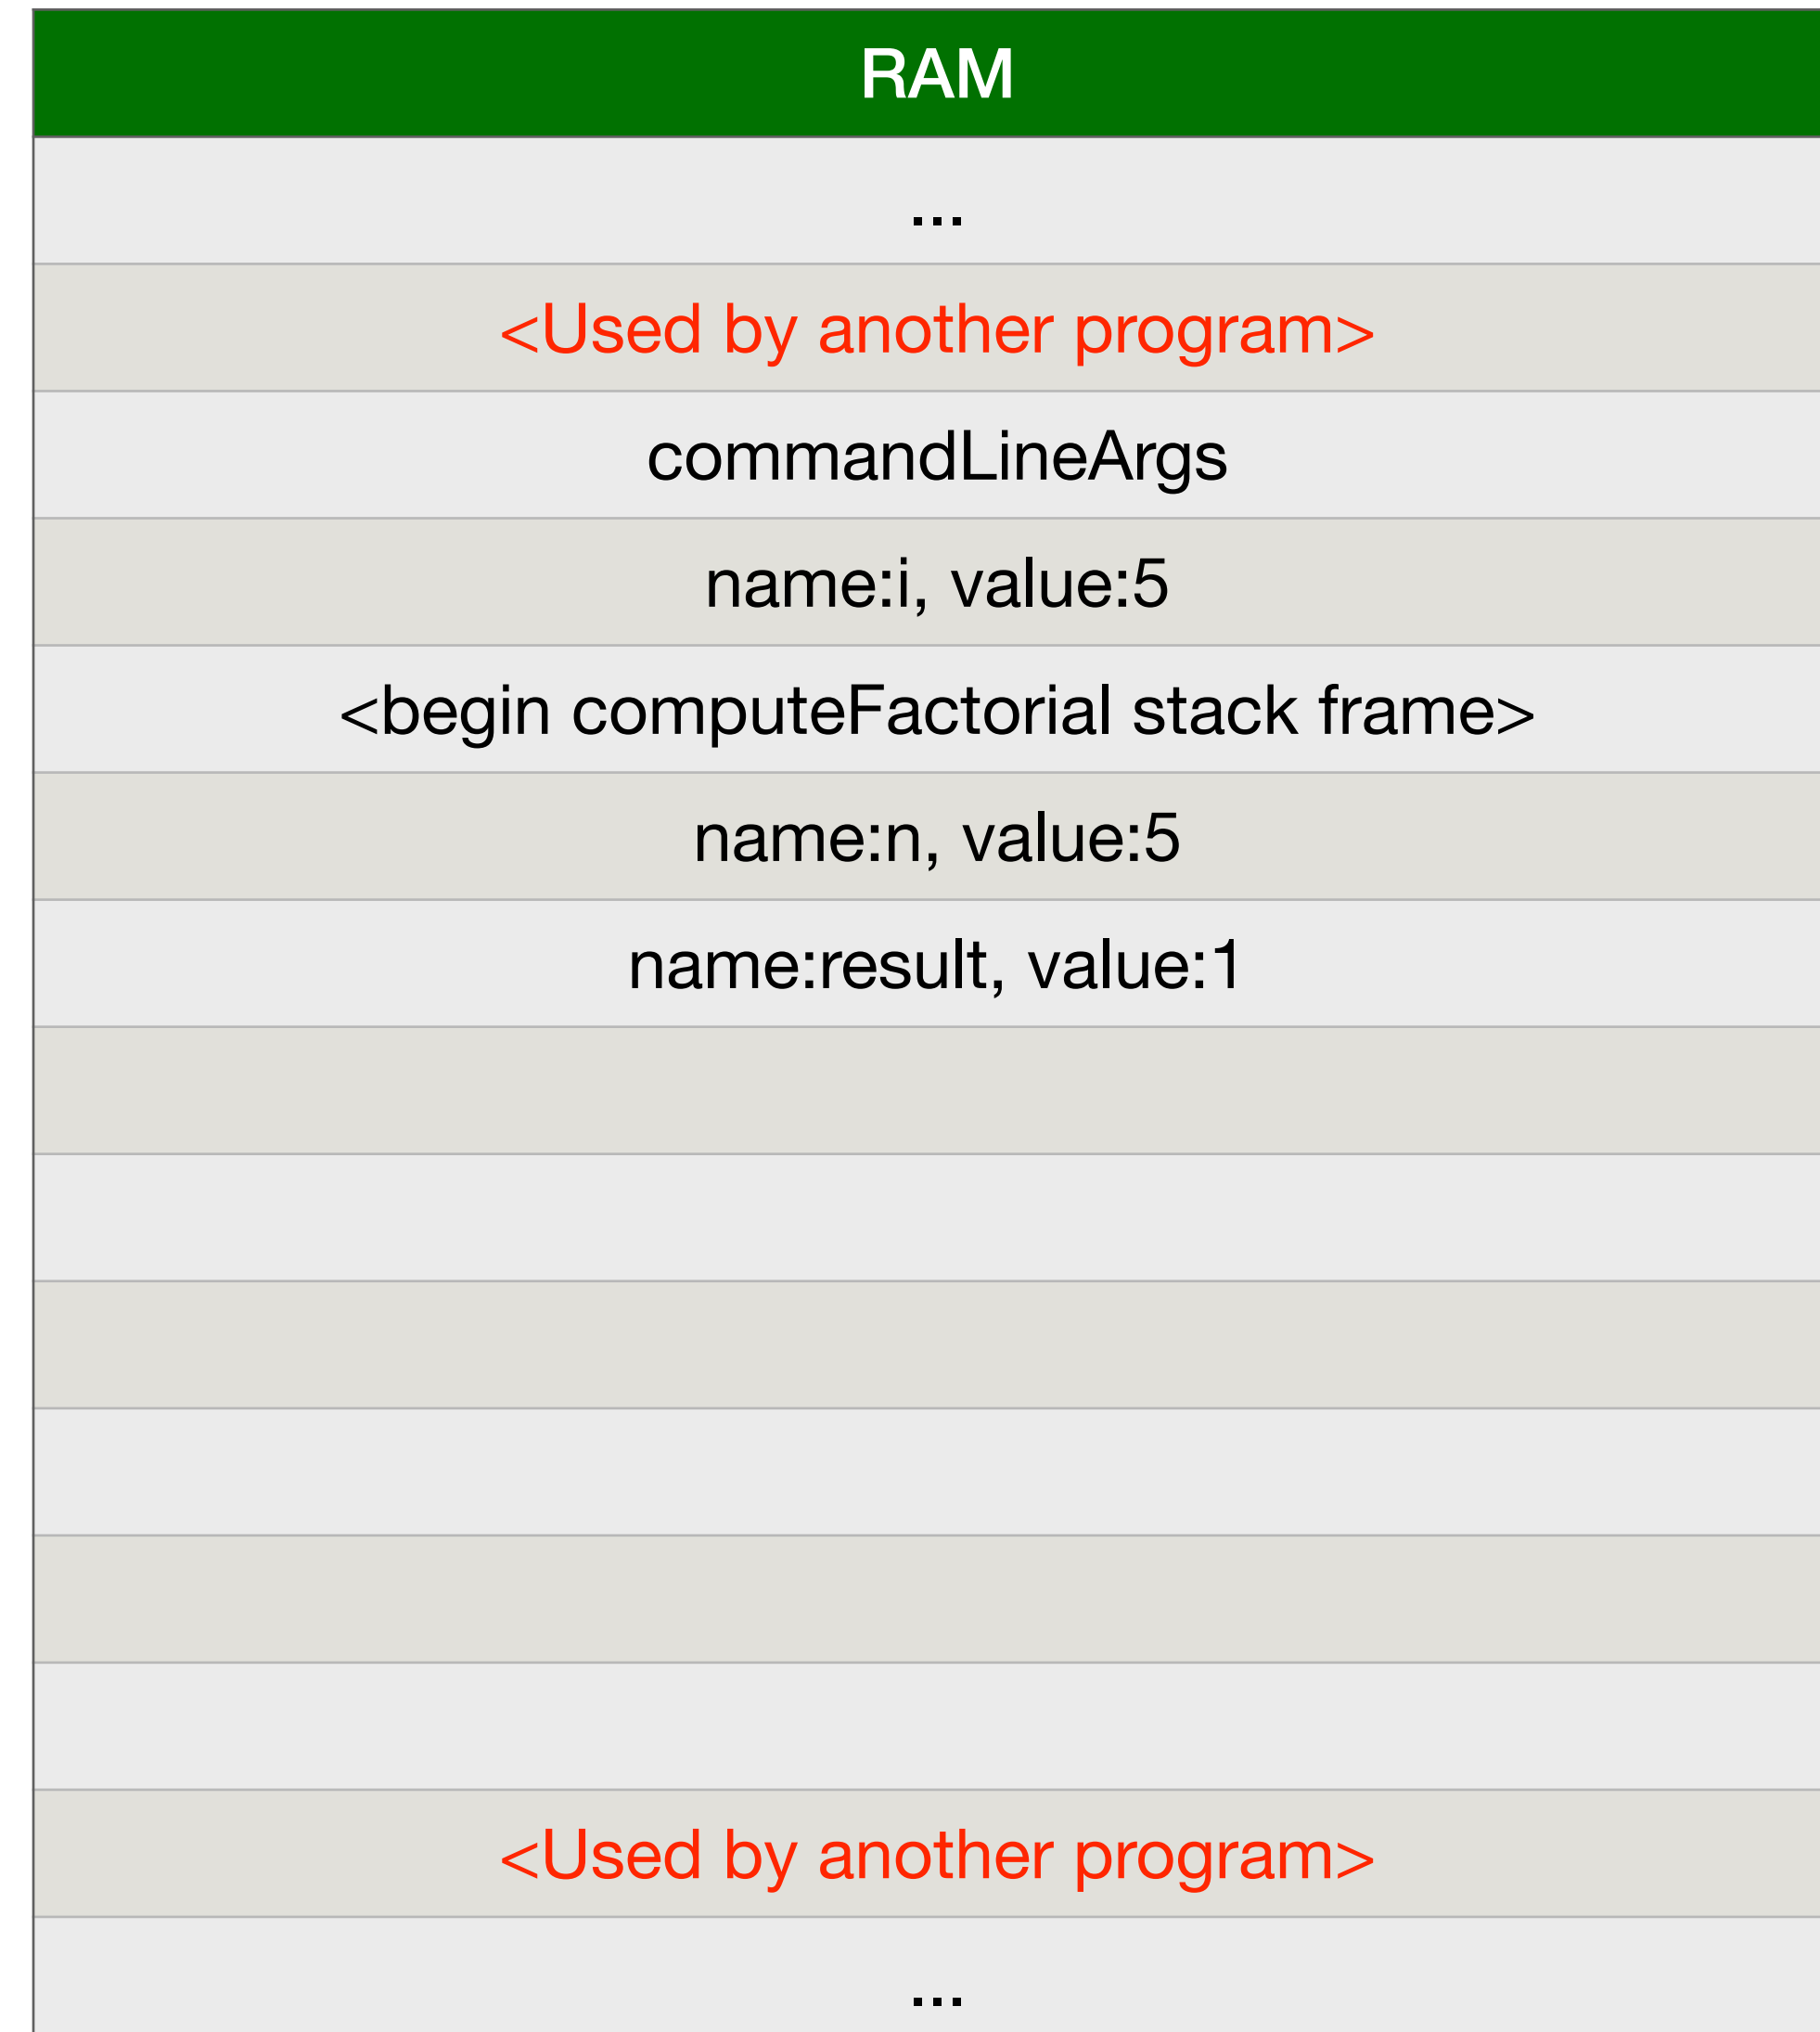 RAM
...
<Used by another program>
commandLineArgs
name:i, value:5
<begin computeFactorial stack frame>
name:n, value:5
name:result, value:1
<Used by another program>
...